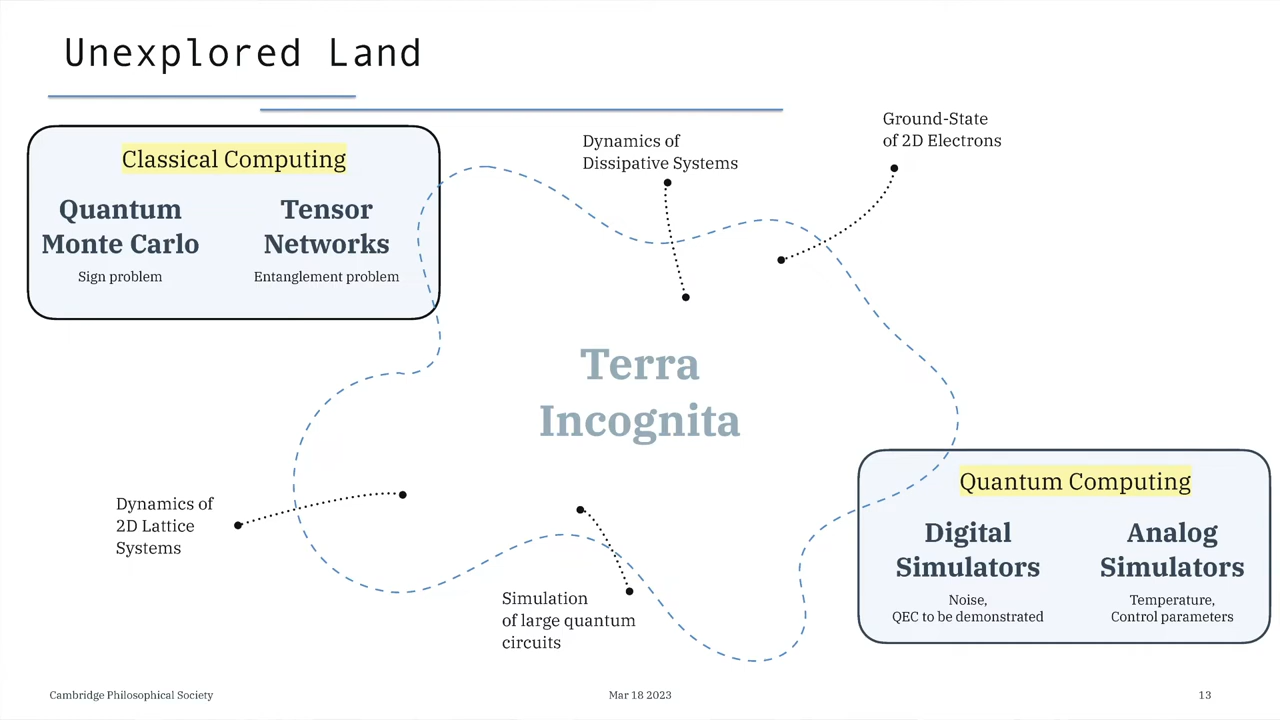 Unexplored Land
Classical Computing
Quantum
Monte Carlo
Sign problem
Tensor
Networks
Entanglement problem
Dynamics of
Dissipative Systems
Ground-State
of 2D Electrons
Terra
Incognita
Dynamics of
2D Lattice
Systems
Simulation
of large quantum
circuits
Quantum Computing
Digital
Simulators
Noise,
QEC to be demonstrated
Analog
Simulators
Temperature,
Control parameters
Cambridge Philosophical Society
Mar 18 2023
13